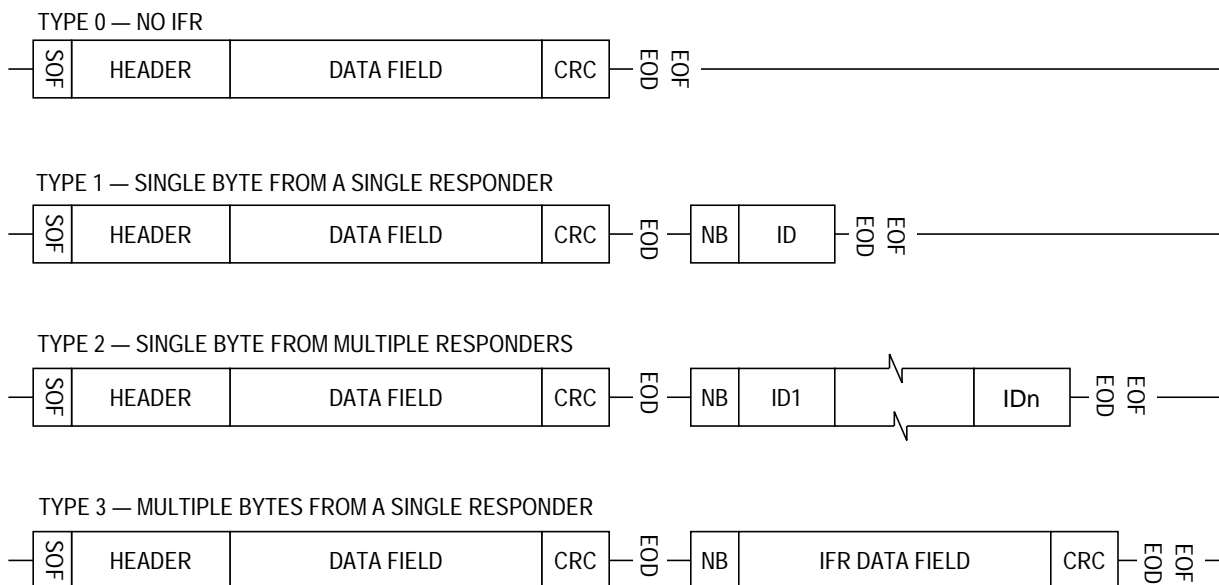 TYPE 0 — NO IFR
SOF HEADER DATA FIELD CRC EOD EOF
TYPE 1 — SINGLE BYTE FROM A SINGLE RESPONDER
SOF HEADER DATA FIELD CRC EOD NB ID EOD EOF
TYPE 2 — SINGLE BYTE FROM MULTIPLE RESPONDERS
SOF HEADER DATA FIELD CRC EOD NB ID1 IDn EOD EOF
TYPE 3 — MULTIPLE BYTES FROM A SINGLE RESPONDER
SOF HEADER DATA FIELD CRC EOD NB IFR DATA FIELD CRC EOD EOF